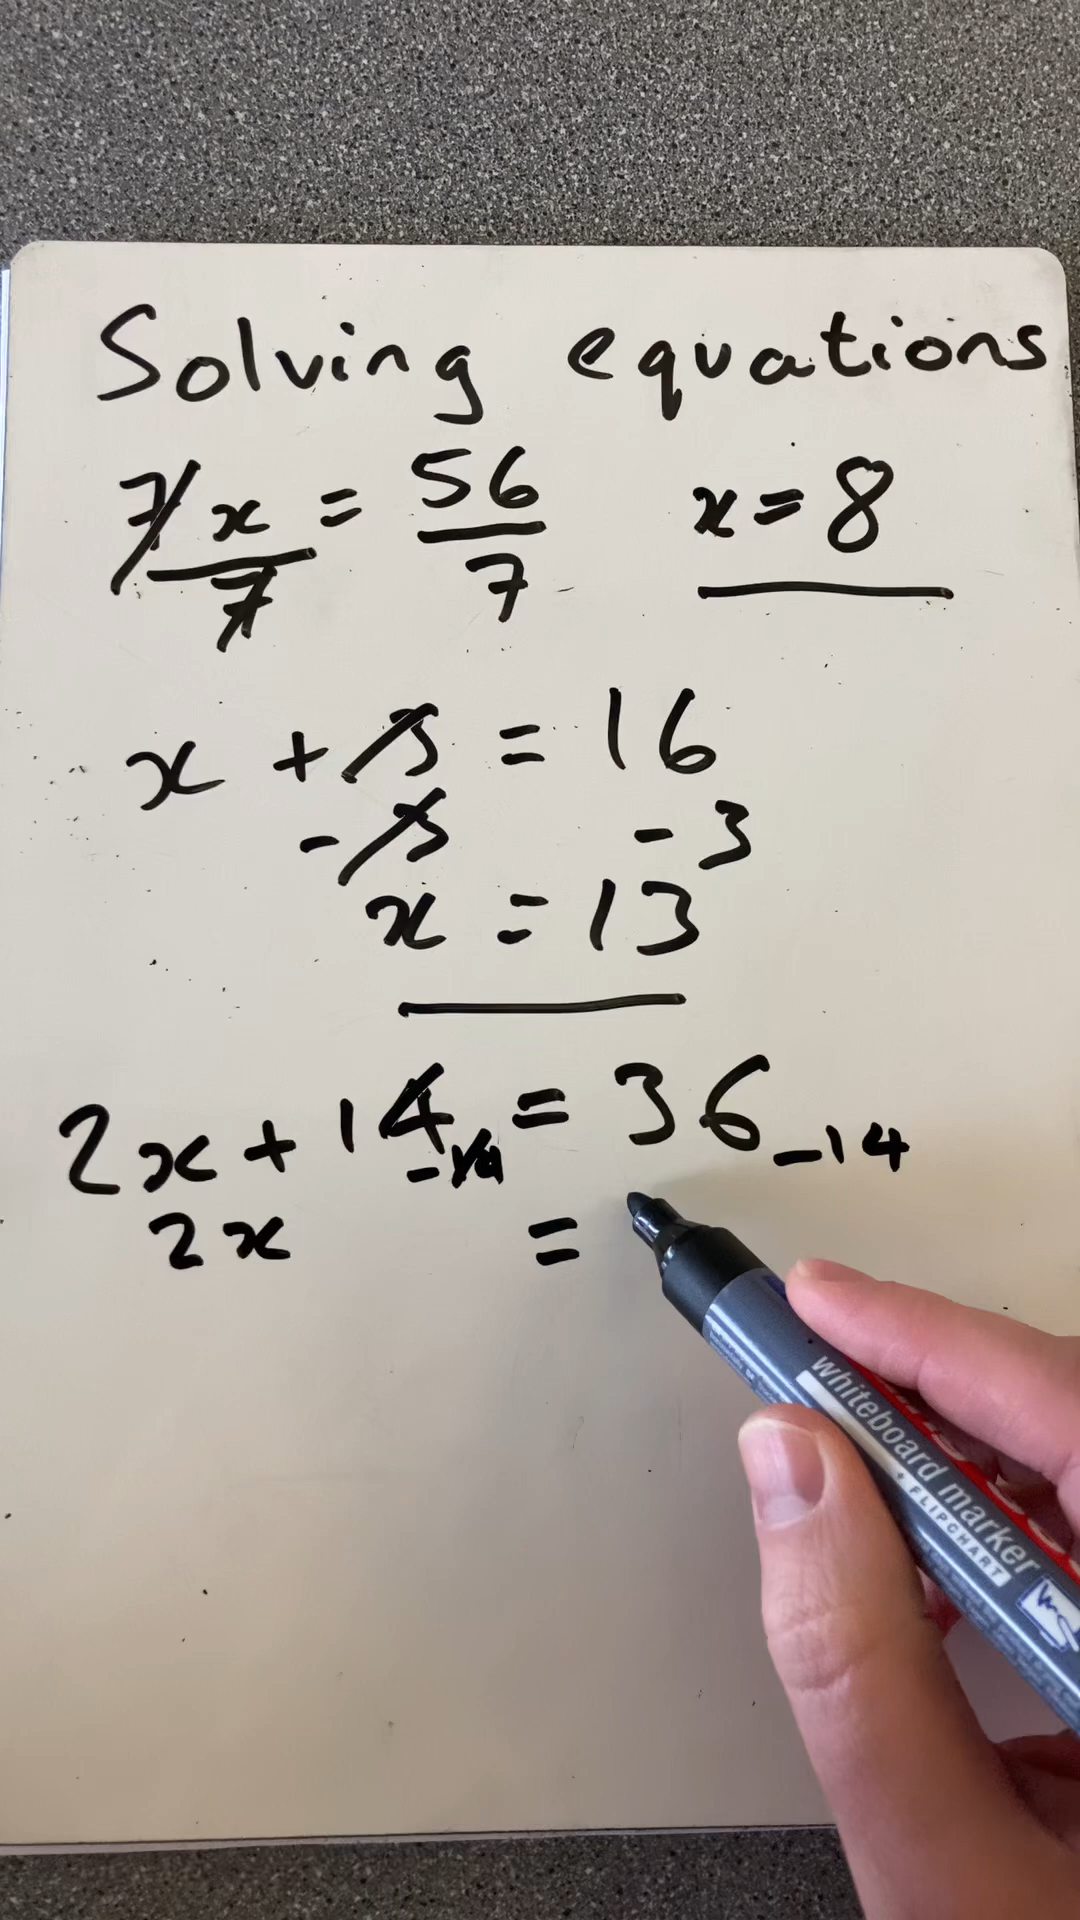 Solving equations
7x = 56 x = 8
7 7
x + 3 = 16
- 3 - 3
x = 13
2x + 14 = 36
-14 -14
2x =
whiteboard marker
+ FLIPCHART